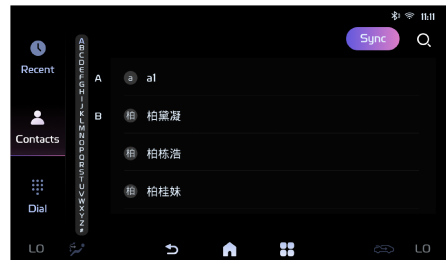 11:11
Sync
Recent
Contacts
Dial
A
B
C
D
E
F
G
H
I
J
K
L
M
N
O
P
Q
R
S
T
U
V
W
X
Y
Z
#
A
a a1
B
柏 柏黛凝
柏 柏栋浩
柏 柏桂妹
LO
LO